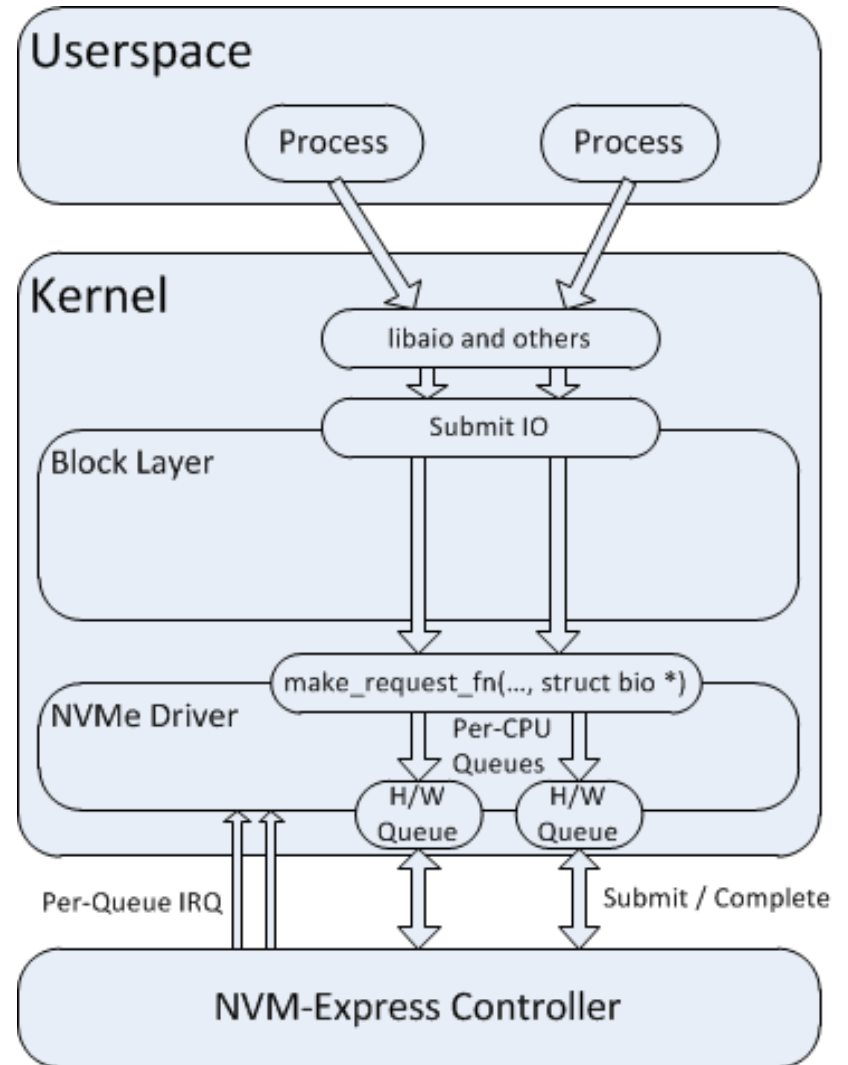 Userspace
Process
Process
Kernel
libaio and others
Submit IO
Block Layer
make_request_fn(..., struct bio *)
NVMe Driver
Per-CPU
Queues
H/W
Queue
H/W
Queue
Per-Queue IRQ
Submit / Complete
NVM-Express Controller